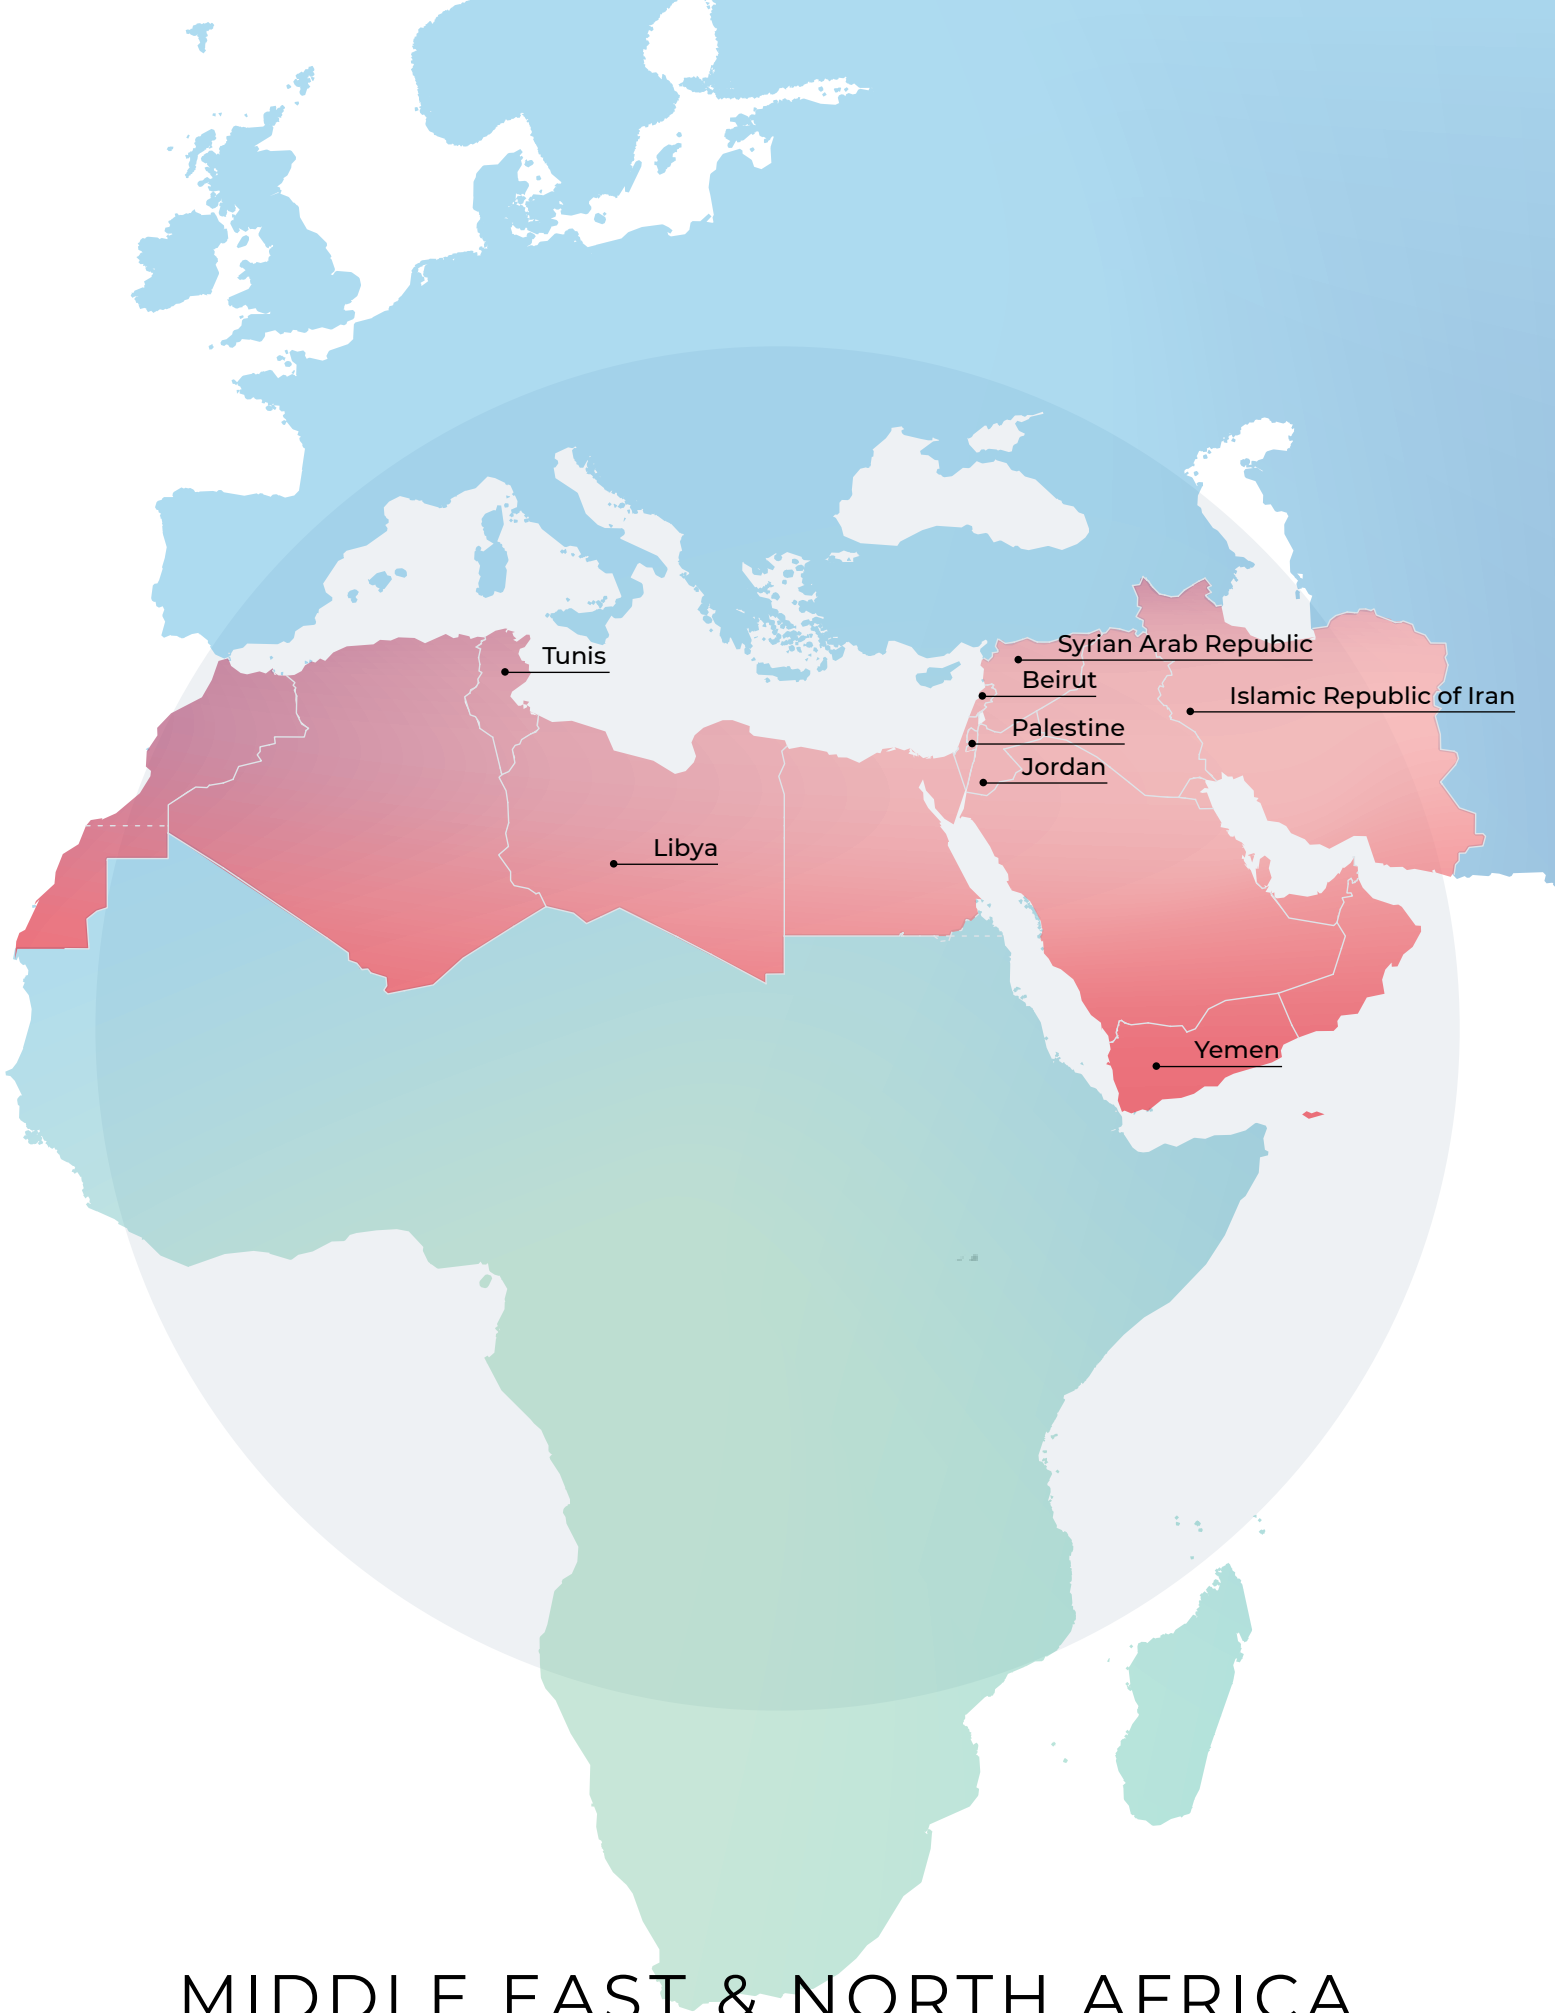 Syrian Arab Republic
Tunis
Beirut
Islamic Republic of Iran
Palestine
Jordan
Libya
Yemen
MIDDLE EAST & NORTH AFRICA